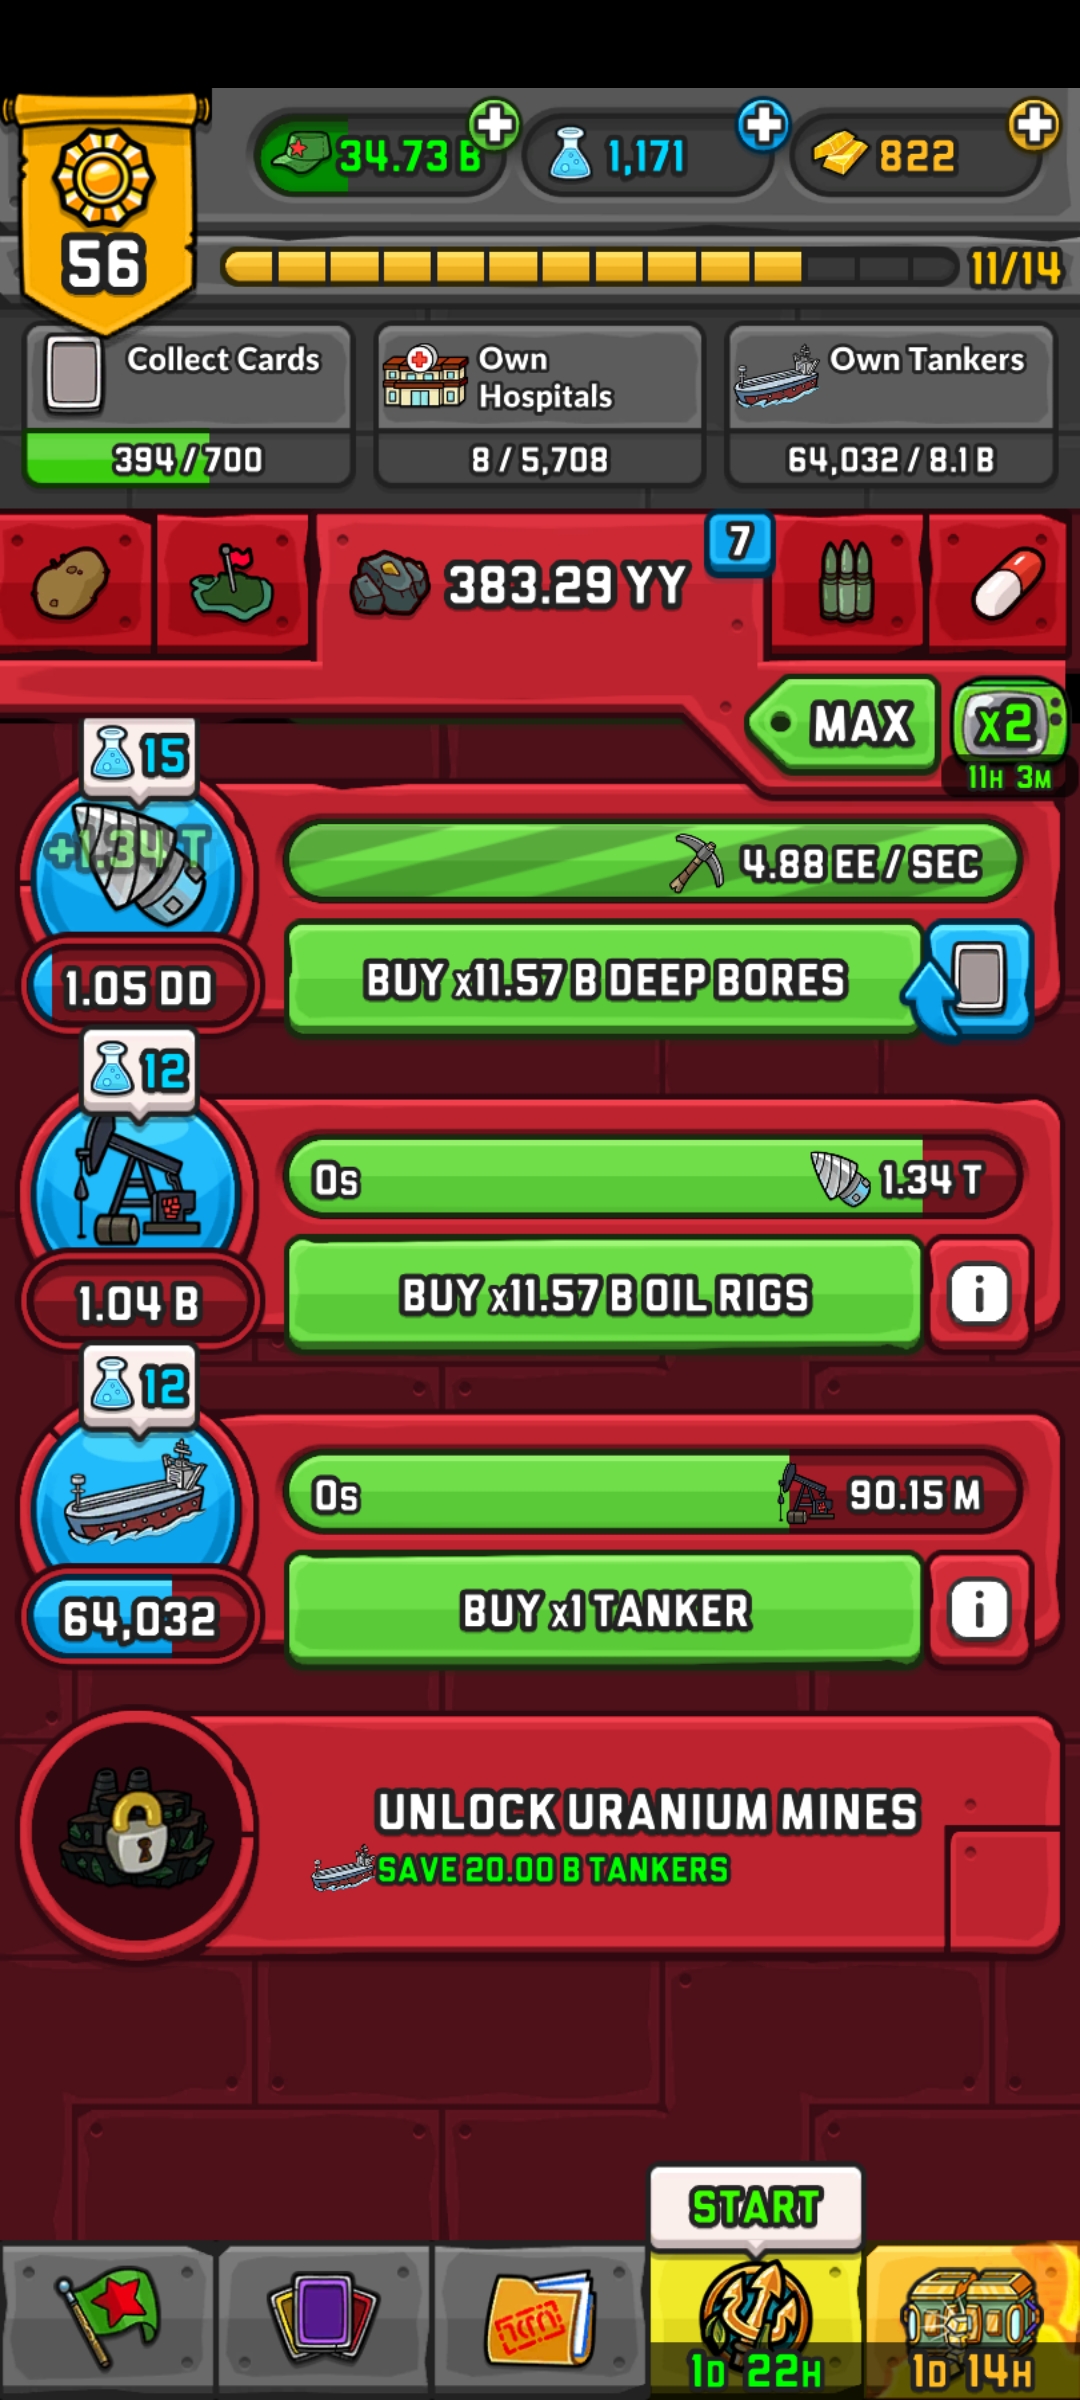 56
34.73 B
1,171
822
11/14
Collect Cards
394 / 700
Own
Hospitals
8 / 5,708
Own Tankers
64,032 / 8.1 B
383.29 YY
7
MAX
x2
11H 3M
15
+1.34 T
4.88 EE / SEC
1.05 DD
BUY x11.57 B DEEP BORES
12
0s
1.34 T
1.04 B
BUY x11.57 B OIL RIGS
i
12
0s
90.15 M
64,032
BUY x1 TANKER
i
UNLOCK URANIUM MINES
SAVE 20.00 B TANKERS
START
1D 22H
1D 14H